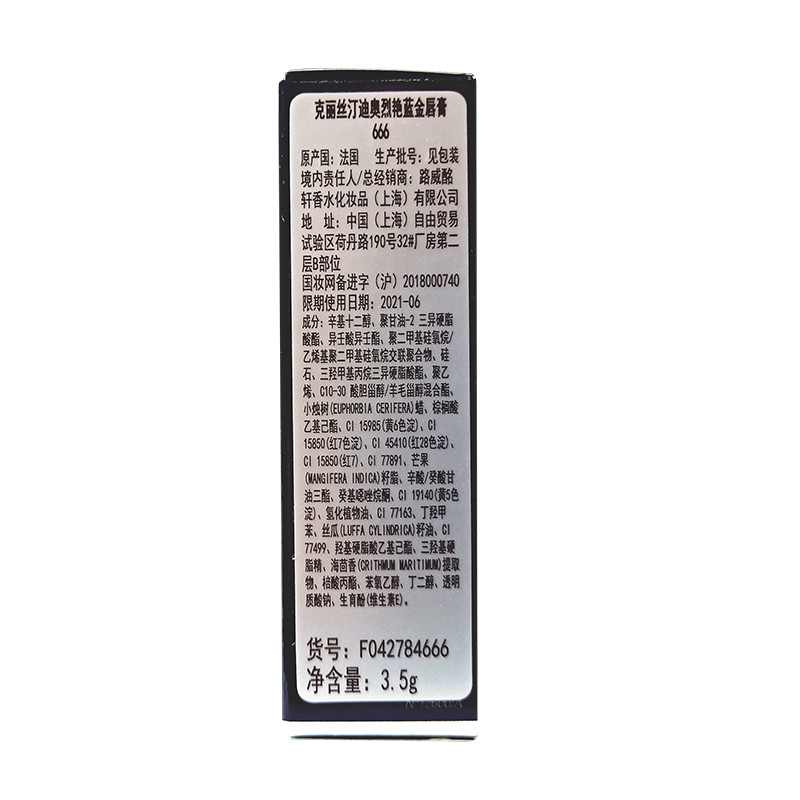 克丽丝汀迪奥烈艳蓝金唇膏
666
原产国：法国 生产批号：见包装
境内责任人/总经销商：路威酩
轩香水化妆品（上海）有限公司
地 址：中国（上海）自由贸易
试验区荷丹路190号32#厂房第二
层B部位
国妆网备进字（沪）2018000740
限期使用日期：2021-06
成分：辛基十二醇、聚甘油-2 三异硬脂
酸酯、异壬酸异壬酯、聚二甲基硅氧烷/
乙烯基聚二甲基硅氧烷交联聚合物、硅
石、三羟甲基丙烷三异硬脂酸酯、聚乙
烯、C10-30 酸胆甾醇/羊毛甾醇混合酯、
小烛树(EUPHORBIA CERIFERA)蜡、棕榈酸
乙基己酯、CI 15985(黄6色淀)、CI
15850(红7色淀)、CI 45410(红28色淀)、
CI 15850(红7)、CI 77891、芒果
(MANGIFERA INDICA)籽脂、辛酸/癸酸甘
油三酯、癸基噁唑烷酮、CI 19140(黄5色
淀)、氢化植物油、CI 77163、丁羟甲
苯、丝瓜(LUFFA CYLINDRICA)籽油、CI
77499、羟基硬脂酸乙基己酯、三羟基硬
脂精、海茴香(CRITHMUM MARITIMUM)提取
物、棓酸丙酯、苯氧乙醇、丁二醇、透明
质酸钠、生育酚(维生素E)。
货号：F042784666
净含量：3.5g